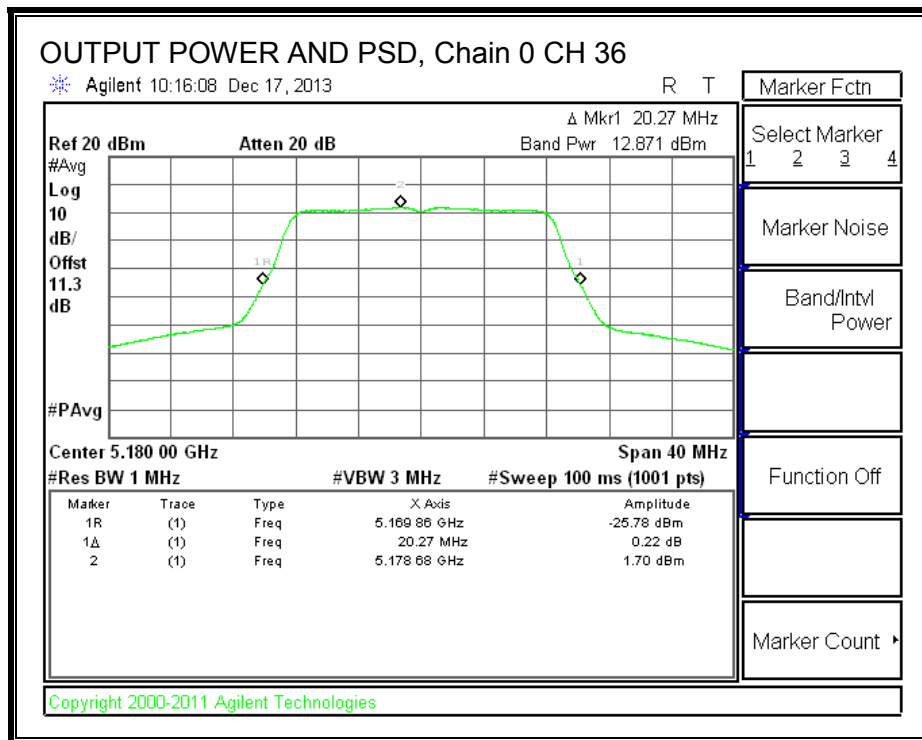 OUTPUT POWER AND PSD, Chain 0 CH 36
Agilent 10:16:08 Dec 17, 2013 R T
Δ Mkr1 20.27 MHz
Ref 20 dBm Atten 20 dB Band Pwr 12.871 dBm
#Avg
Log
10
dB/
Offst
11.3
dB
2
1R
1
#PAvg
Center 5.180 00 GHz Span 40 MHz
#Res BW 1 MHz #VBW 3 MHz #Sweep 100 ms (1001 pts)
Marker Trace Type X Axis Amplitude
1R (1) Freq 5.169 86 GHz -25.78 dBm
1Δ (1) Freq 20.27 MHz 0.22 dB
2 (1) Freq 5.178 68 GHz 1.70 dBm
Marker Fctn
Select Marker
1 2 3 4
Marker Noise
Band/Intvl
Power
Function Off
Marker Count
Copyright 2000-2011 Agilent Technologies